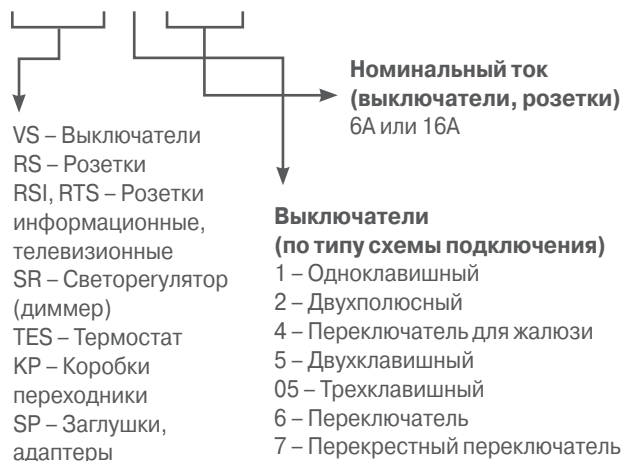 Номинальный ток
(выключатели, розетки)
6А или 16А
VS – Выключатели
RS – Розетки
RSI, RTS – Розетки
информационные,
телевизионные
SR – Светорегулятор
(диммер)
TES – Термостат
KP – Коробки
переходники
SP – Заглушки,
адаптеры
Выключатели
(по типу схемы подключения)
1 – Одноклавишный
2 – Двухполюсный
4 – Переключатель для жалюзи
5 – Двухклавишный
05 – Трехклавишный
6 – Переключатель
7 – Перекрестный переключатель